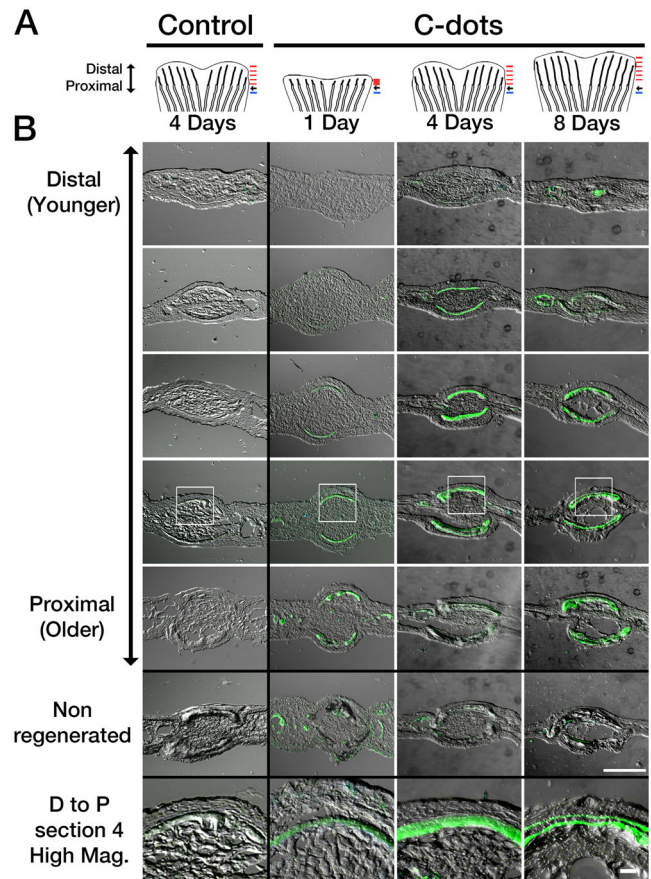 A
Control
C-dots
Distal
Proximal
4 Days
1 Day
4 Days
8 Days
B
Distal
(Younger)
Proximal
(Older)
Non
regenerated
D to P
section 4
High Mag.